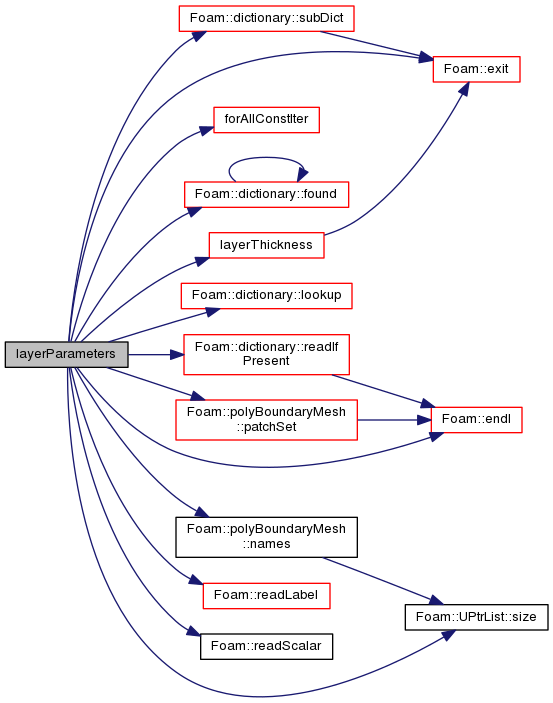 Foam::dictionary::subDict
Foam::exit
forAllConstIter
Foam::dictionary::found
layerThickness
Foam::dictionary::lookup
layerParameters
Foam::dictionary::readIf
Present
Foam::polyBoundaryMesh
::patchSet
Foam::endl
Foam::polyBoundaryMesh
::names
Foam::readLabel
Foam::UPtrList::size
Foam::readScalar